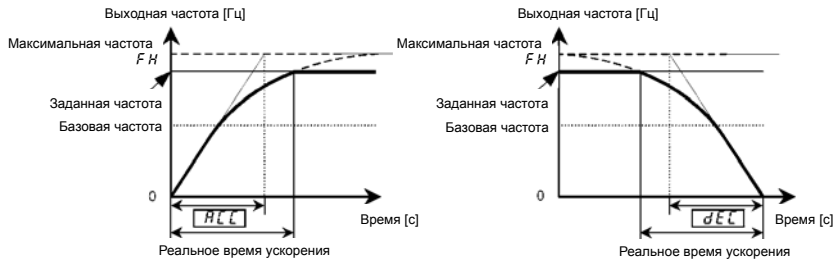 Выходная частота [Гц]
Максимальная частота
FH
Заданная частота
Базовая частота
0
ACC
Время [с]
Реальное время ускорения
Выходная частота [Гц]
Максимальная частота
FH
Заданная частота
Базовая частота
0
dEC
Время [с]
Реальное время ускорения